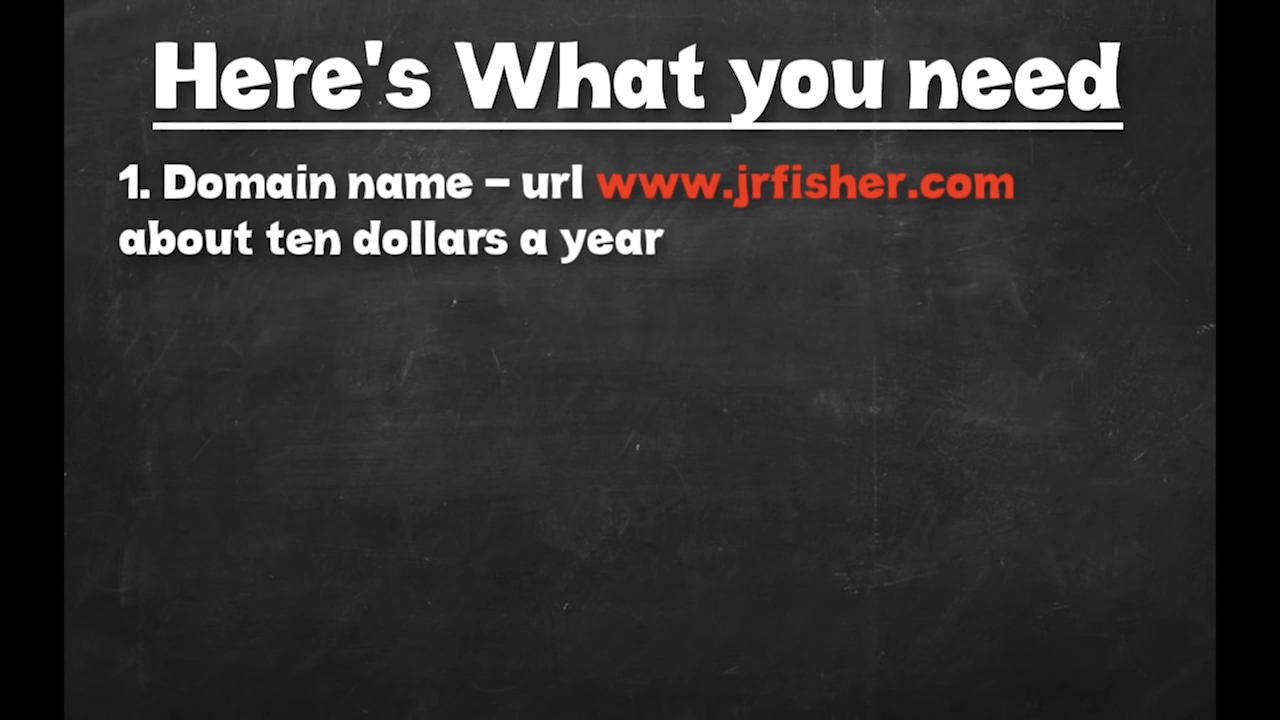 Here's What you need
1. Domain name – url www.jrfisher.com
about ten dollars a year